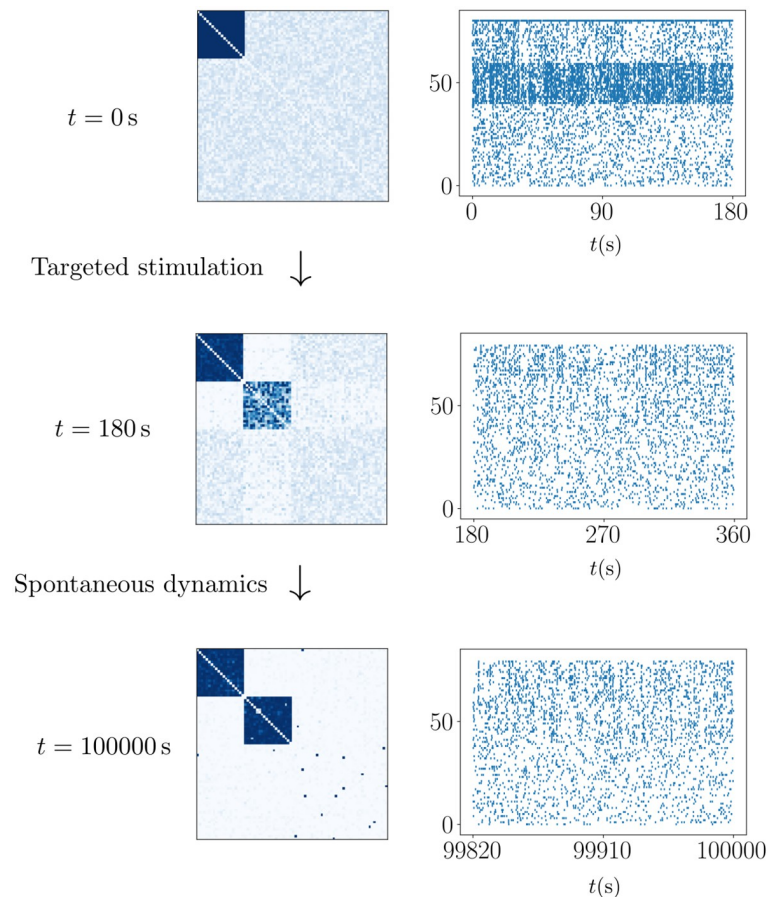 t = 0 s
50
0
0 90 180
t(s)
Targeted stimulation ↓
t = 180 s
50
0
180 270 360
t(s)
Spontaneous dynamics ↓
t = 100000 s
50
0
99820 99910 100000
t(s)